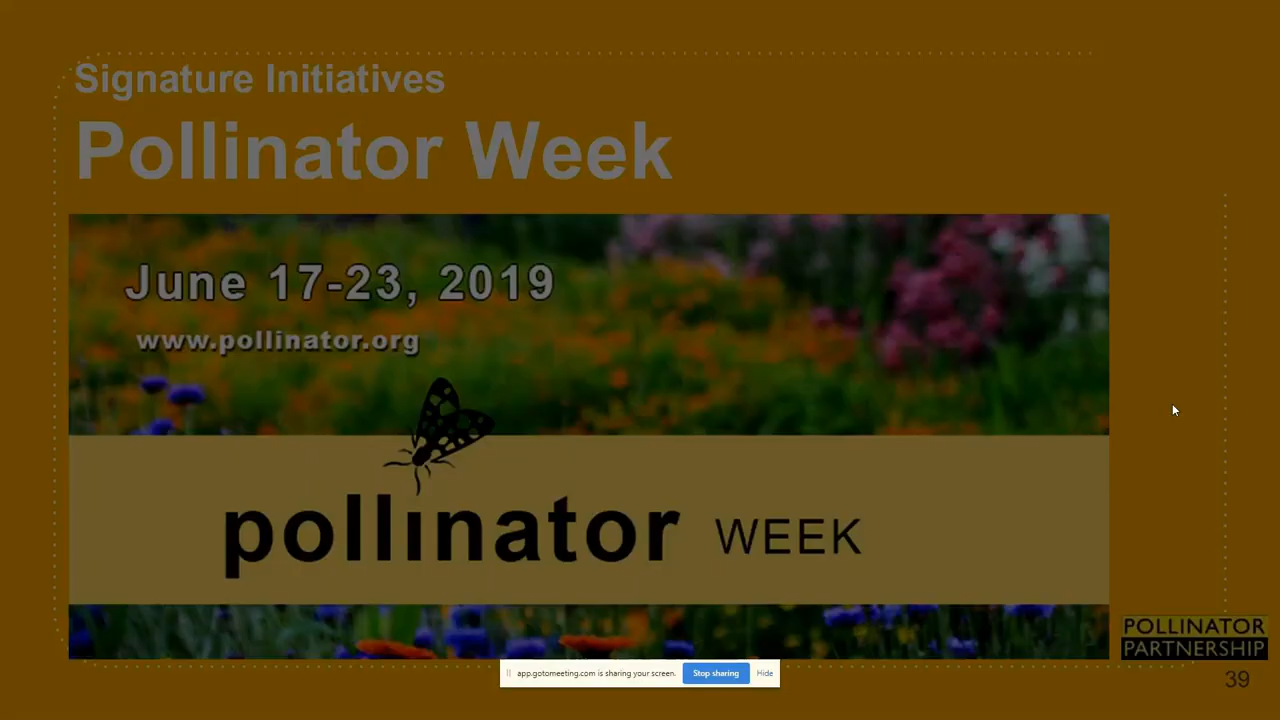 Signature Initiatives
Pollinator Week
June 17-23, 2019
www.pollinator.org
pollinator WEEK
POLLINATOR
PARTNERSHIP
app.gotomeeting.com is sharing your screen. Stop sharing Hide
39